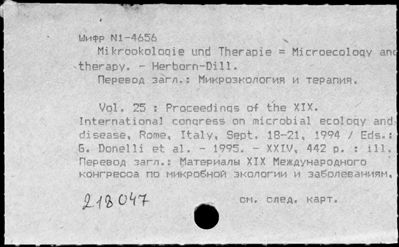 Шифр N1-4656
Mikrookologie und Therapie = Microecology and
therapy. - Herborn-Dill.
Перевод загл.: Микроэкология и терапия.
Vol. 25 : Proceedings of the XIX.
International congress on microbial ecology and
disease, Rome, Italy, Sept. 18-21, 1994 / Eds.:
G. Donelli et al. - 1995. - XXIV, 442 p. : ill.
Перевод загл.: Материалы XIX Международного
конгресса по микробной экологии и заболеваниям,
218047
см. след. карт.